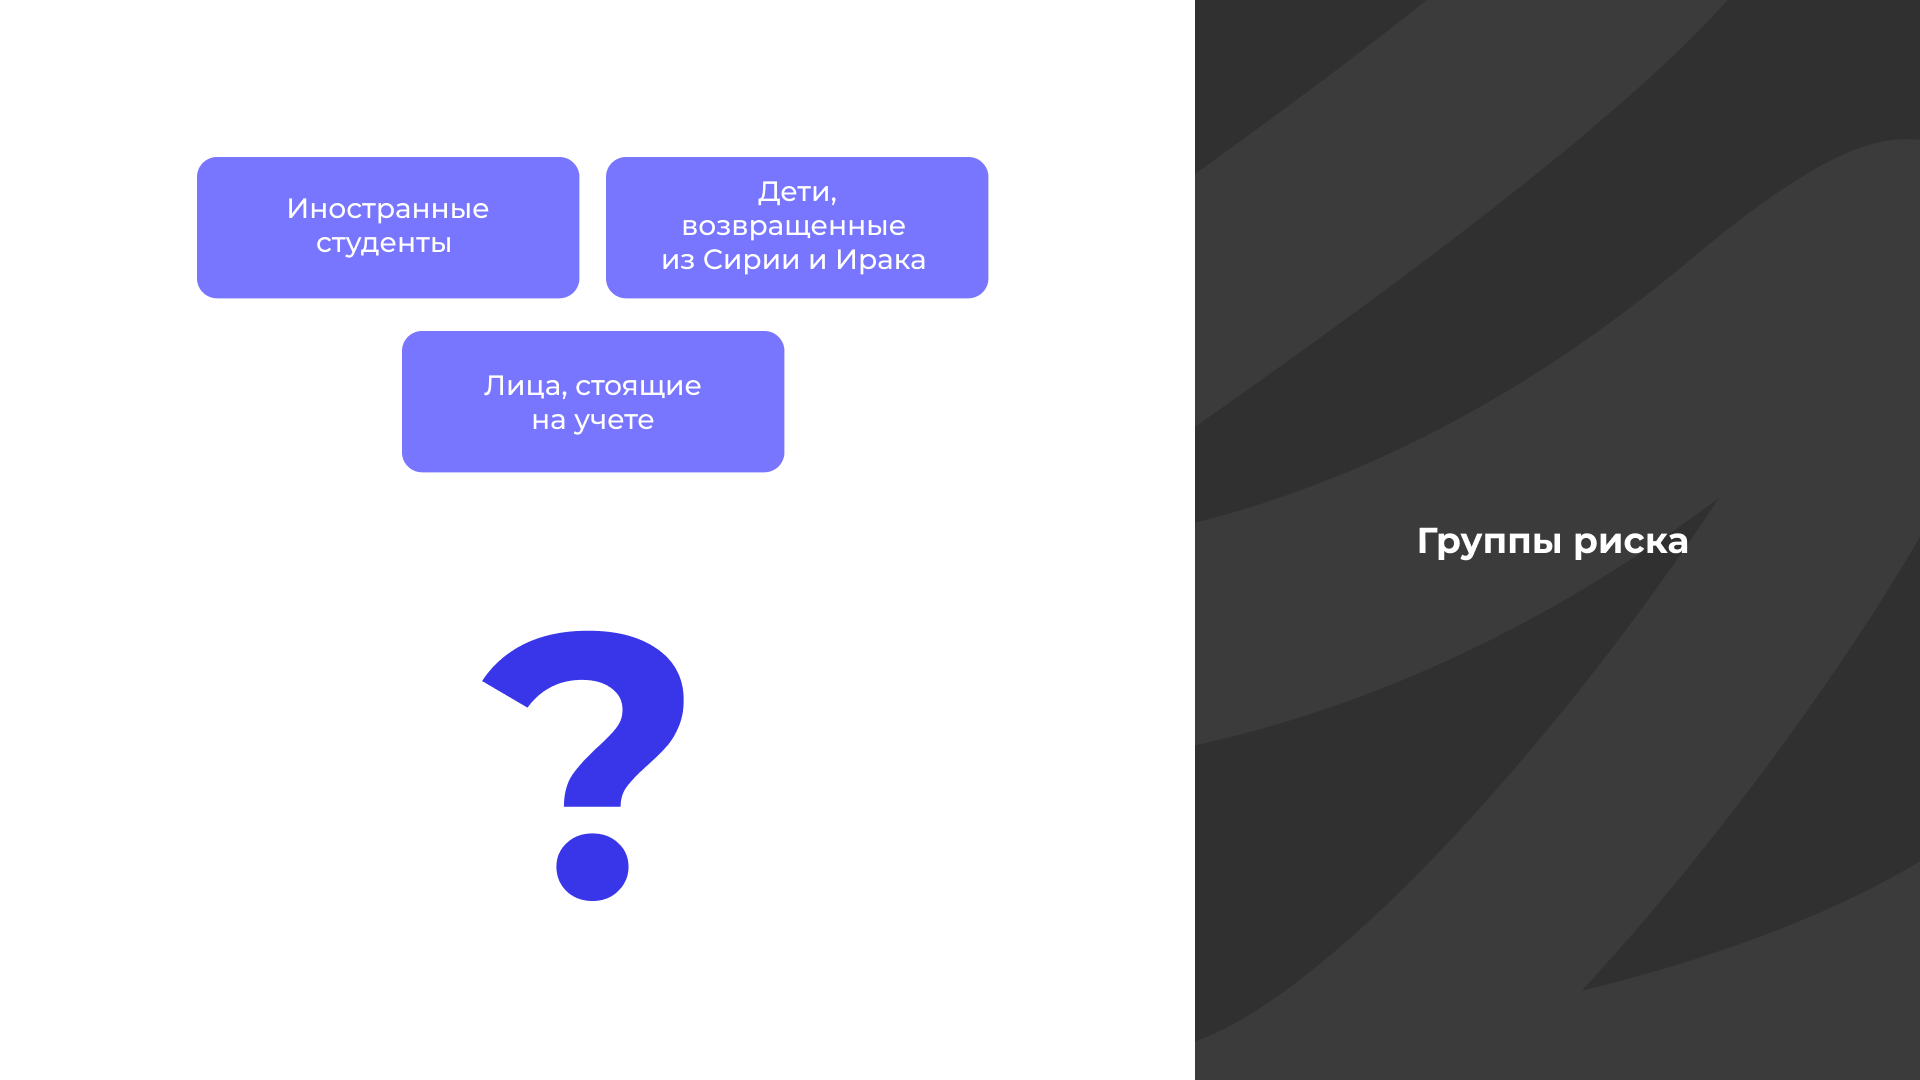 Иностранные
студенты
Дети,
возвращенные
из Сирии и Ирака
Лица, стоящие
на учете
?
Группы риска